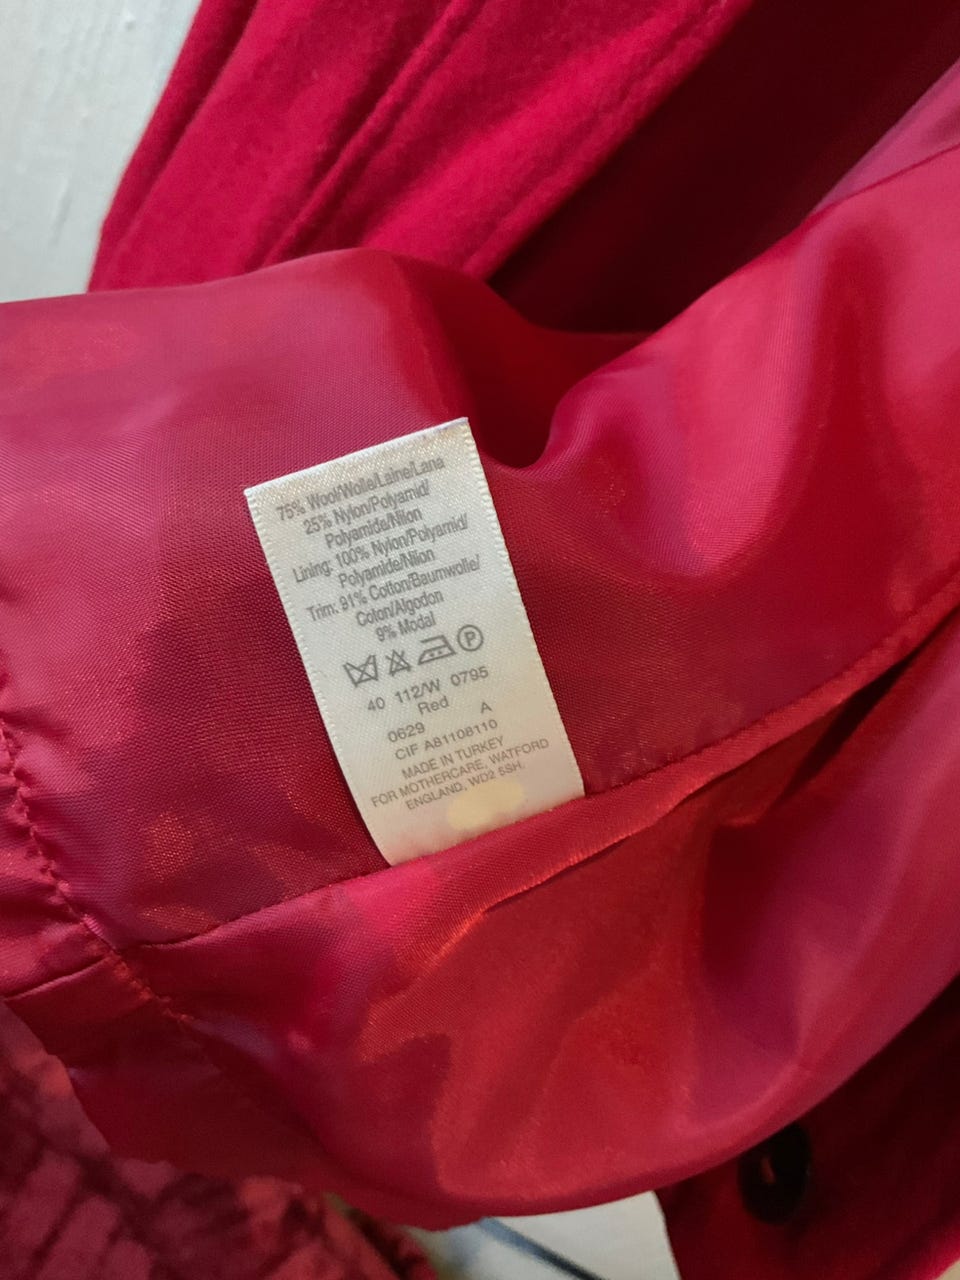 75% Wool/Wolle/Laine/Lana
25% Nylon/Polyamid/
Polyamide/Nilon
Lining: 100% Nylon/Polyamid/
Polyamide/Nilon
Trim: 91% Cotton/Baumwolle/
Coton/Algodon
9% Modal
P
40 112/W 0795
Red
0629 A
CIF A81108110
MADE IN TURKEY
FOR MOTHERCARE, WATFORD
ENGLAND, WD2 5SH.